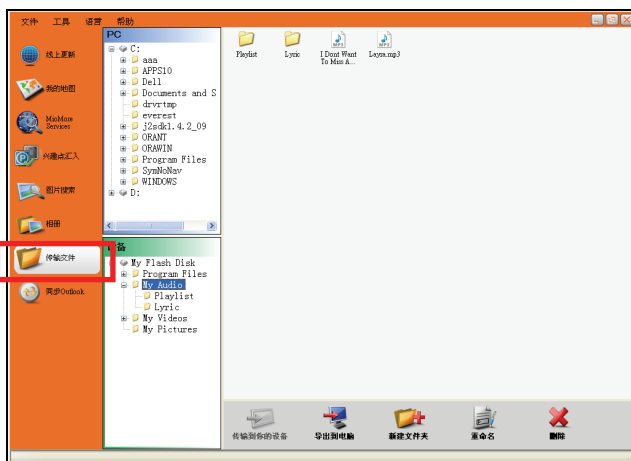 文件 工具 语言 帮助
线上更新
我的地图
MioMore
Services
兴趣点汇入
图片搜索
相册
传输文件
同步Outlook
PC
C:
aaa
APPS10
Dell
Documents and S
drvrtmp
everest
j2sdk1.4.2_09
ORANT
ORAWIN
Program Files
SymNoNav
WINDOWS
D:
设备
My Flash Disk
Program Files
My Audio
Playlist
Lyric
My Videos
My Pictures
Playlist
Lyric
I Dont Want
To Miss A...
Layra.mp3
传输到你的设备 导出到电脑 新建文件夹 重命名 删除